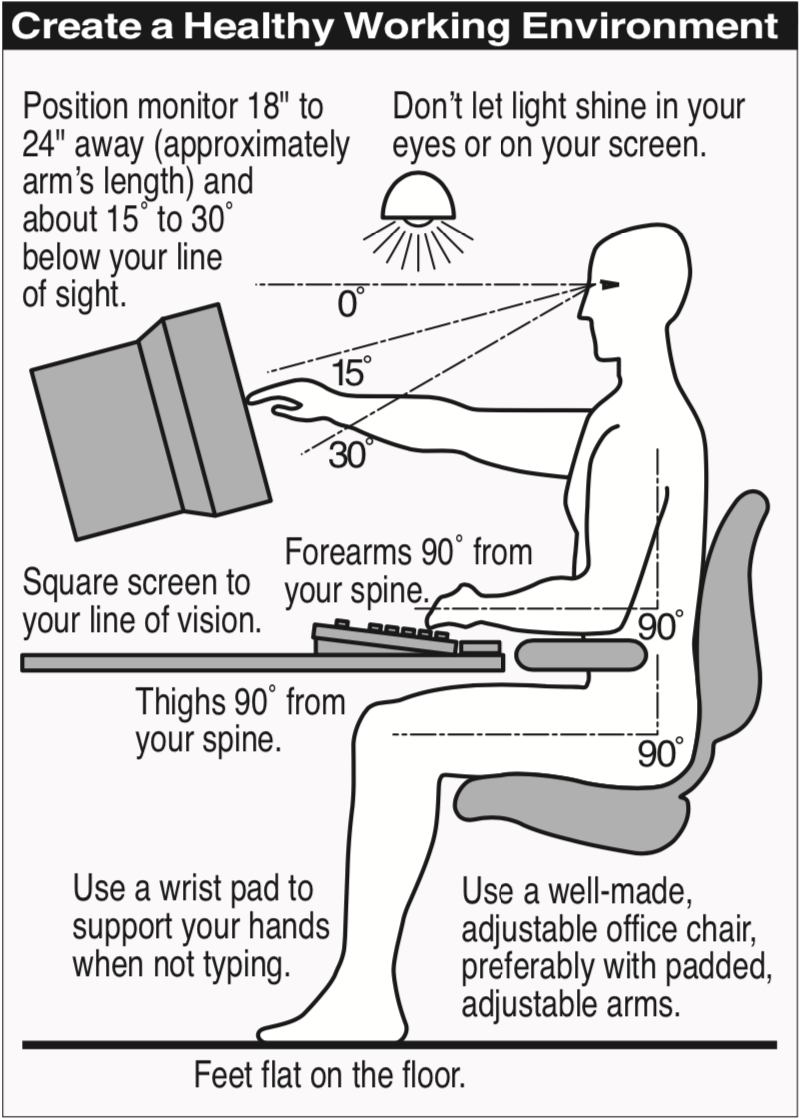 Create a Healthy Working Environment
Position monitor 18" to
24" away (approximately
arm's length) and
about 15° to 30°
below your line
of sight.
Don't let light shine in your
eyes or on your screen.
0°
15°
30°
Forearms 90° from
your spine.
Square screen to
your line of vision.
90°
Thighs 90° from
your spine.
90°
Use a wrist pad to
support your hands
when not typing.
Use a well-made,
adjustable office chair,
preferably with padded,
adjustable arms.
Feet flat on the floor.